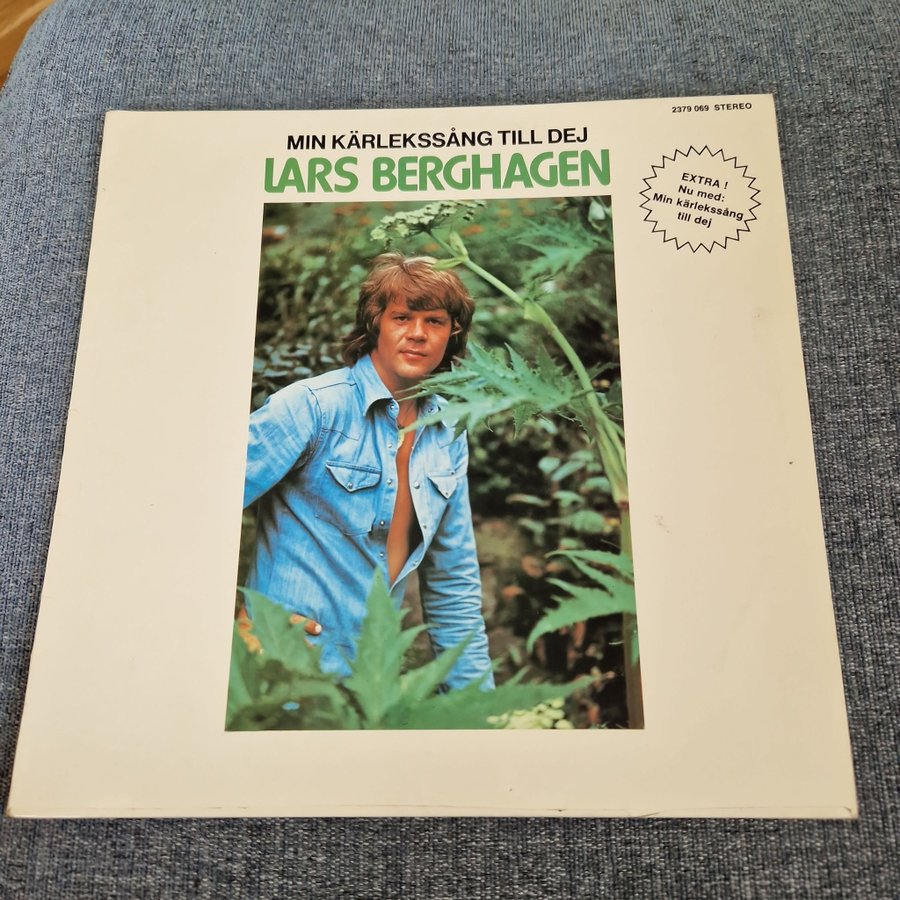 2379 069 STEREO
MIN KÄRLEKSSÅNG TILL DEJ
LARS BERGHAGEN
EXTRA !
Nu med:
Min kärlekssång
till dej